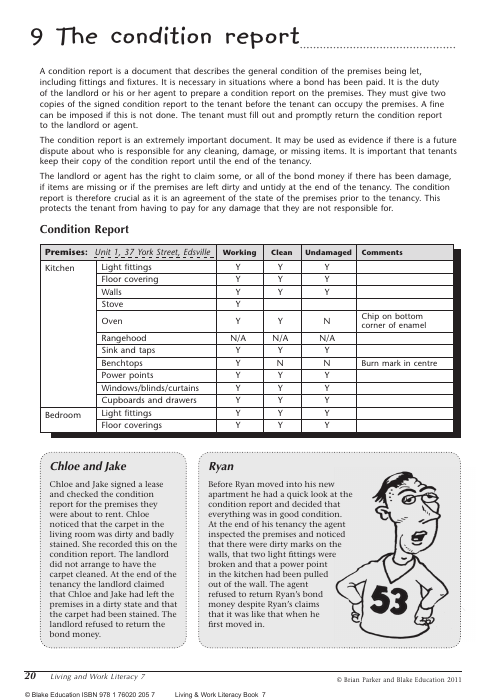 9 The condition report
A condition report is a document that describes the general condition of the premises being let,
including fittings and fixtures. It is necessary in situations where a bond has been paid. It is the duty
of the landlord or his or her agent to prepare a condition report on the premises. They must give two
copies of the signed condition report to the tenant before the tenant can occupy the premises. A fine
can be imposed if this is not done. The tenant must fill out and promptly return the condition report
to the landlord or agent.
The condition report is an extremely important document. It may be used as evidence if there is a future
dispute about who is responsible for any cleaning, damage, or missing items. It is important that tenants
keep their copy of the condition report until the end of the tenancy.
The landlord or agent has the right to claim some, or all of the bond money if there has been damage,
if items are missing or if the premises are left dirty and untidy at the end of the tenancy. The condition
report is therefore crucial as it is an agreement of the state of the premises prior to the tenancy. This
protects the tenant from having to pay for any damage that they are not responsible for.
Condition Report
Premises: Unit 1, 37 York Street, Edsville Working Clean Undamaged Comments
Kitchen Light fittings Y Y Y
Floor covering Y Y Y
Walls Y Y Y
Stove Y
Oven Y Y N Chip on bottom
corner of enamel
Rangehood N/A N/A N/A
Sink and taps Y Y Y
Benchtops Y N N Burn mark in centre
Power points Y Y Y
Windows/blinds/curtains Y Y Y
Cupboards and drawers Y Y Y
Bedroom Light fittings Y Y Y
Floor coverings Y Y Y
Chloe and Jake
Chloe and Jake signed a lease
and checked the condition
report for the premises they
were about to rent. Chloe
noticed that the carpet in the
living room was dirty and badly
stained. She recorded this on the
condition report. The landlord
did not arrange to have the
carpet cleaned. At the end of the
tenancy the landlord claimed
that Chloe and Jake had left the
premises in a dirty state and that
the carpet had been stained. The
landlord refused to return the
bond money.
Ryan
Before Ryan moved into his new
apartment he had a quick look at the
condition report and decided that
everything was in good condition.
At the end of his tenancy the agent
inspected the premises and noticed
that there were dirty marks on the
walls, that two light fittings were
broken and that a power point
in the kitchen had been pulled
out of the wall. The agent
refused to return Ryan's bond
money despite Ryan's claims
that it was like that when he
first moved in.
53
20 Living and Work Literacy 7
© Brian Parker and Blake Education 2011
© Blake Education ISBN 978 1 76020 205 7 Living & Work Literacy Book 7